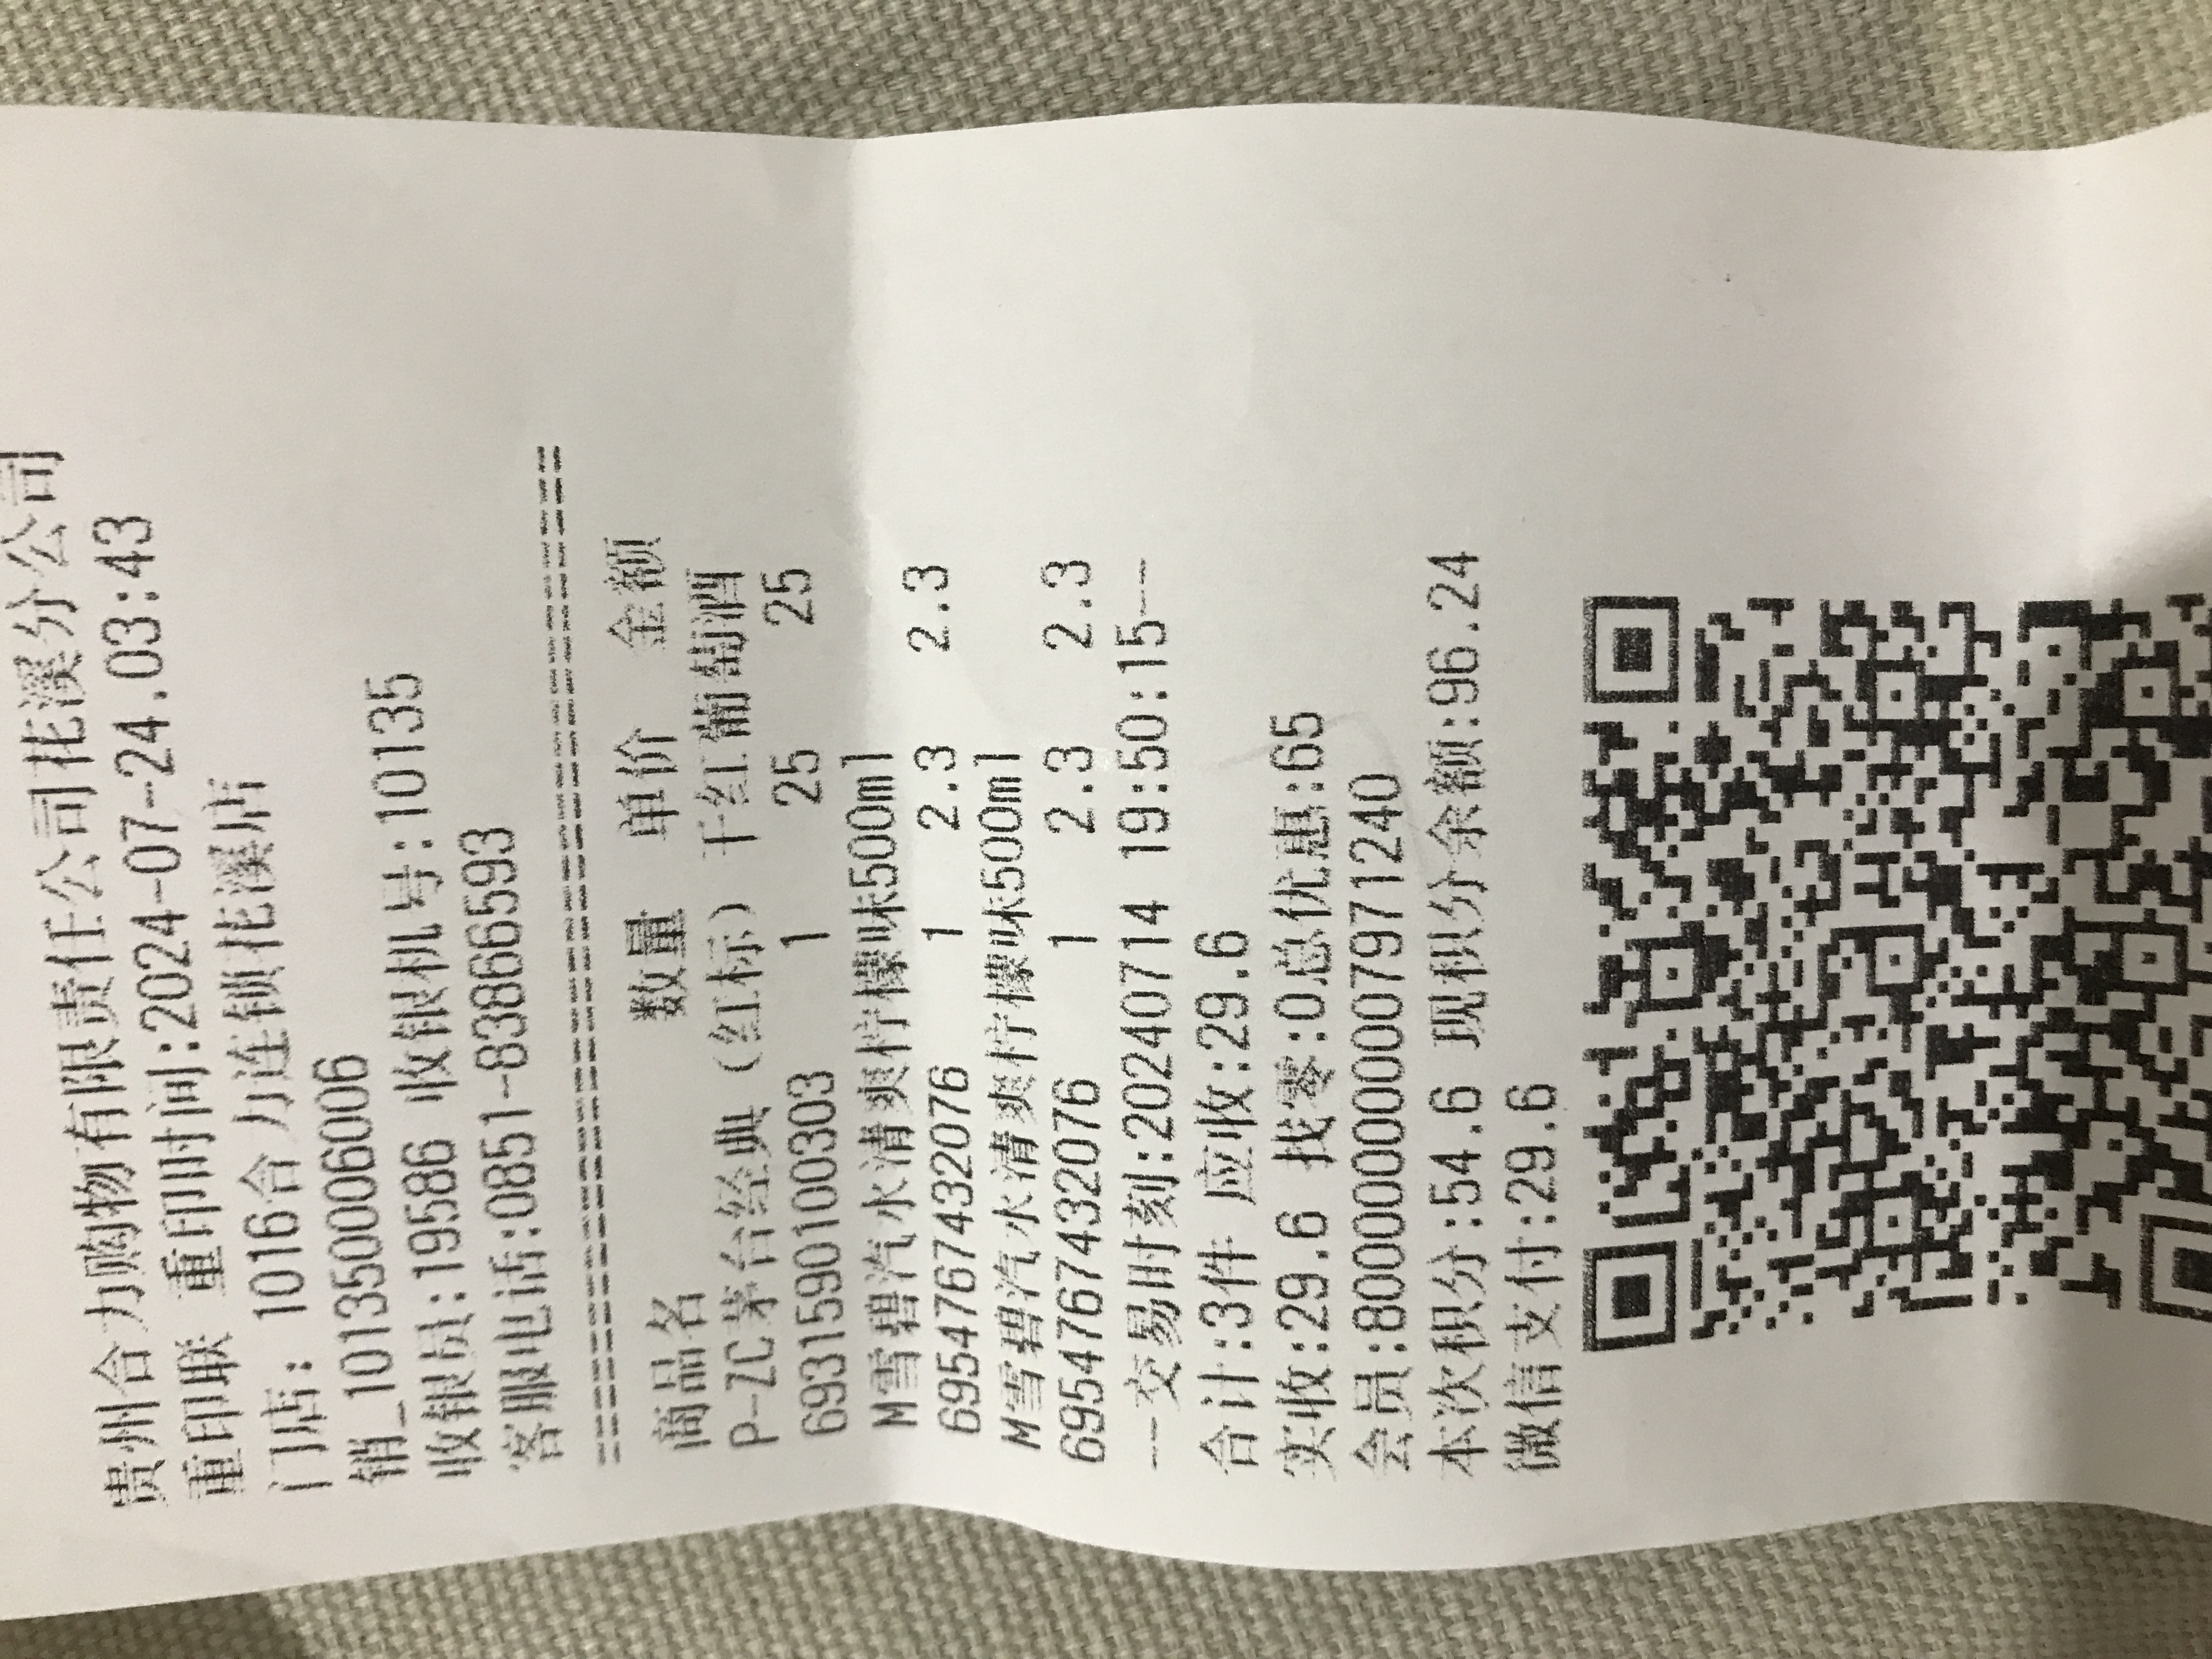 贵州合力购物有限责任公司花溪分公司
重印联 重印时间:2024-07-24.03:43
门店: 1016合力连锁花溪店
销_101350006006
收银员:19586 收银机号:10135
客服电话:0851-83866593
==========================================
商品名 数量 单价 金额
P-ZC茅台经典(红标)干红葡萄酒
6931590100303 1 25 25
M雪碧汽水清爽柠檬味500ml
6954767432076 1 2.3 2.3
M雪碧汽水清爽柠檬味500ml
6954767432076 1 2.3 2.3
--交易时刻:20240714 19:50:15--
合计:3件 应收:29.6
实收:29.6 找零:0总优惠:65
会员:8000000000797​1240
本次积分:54.6 现积分余额:96.24
微信支付:29.6